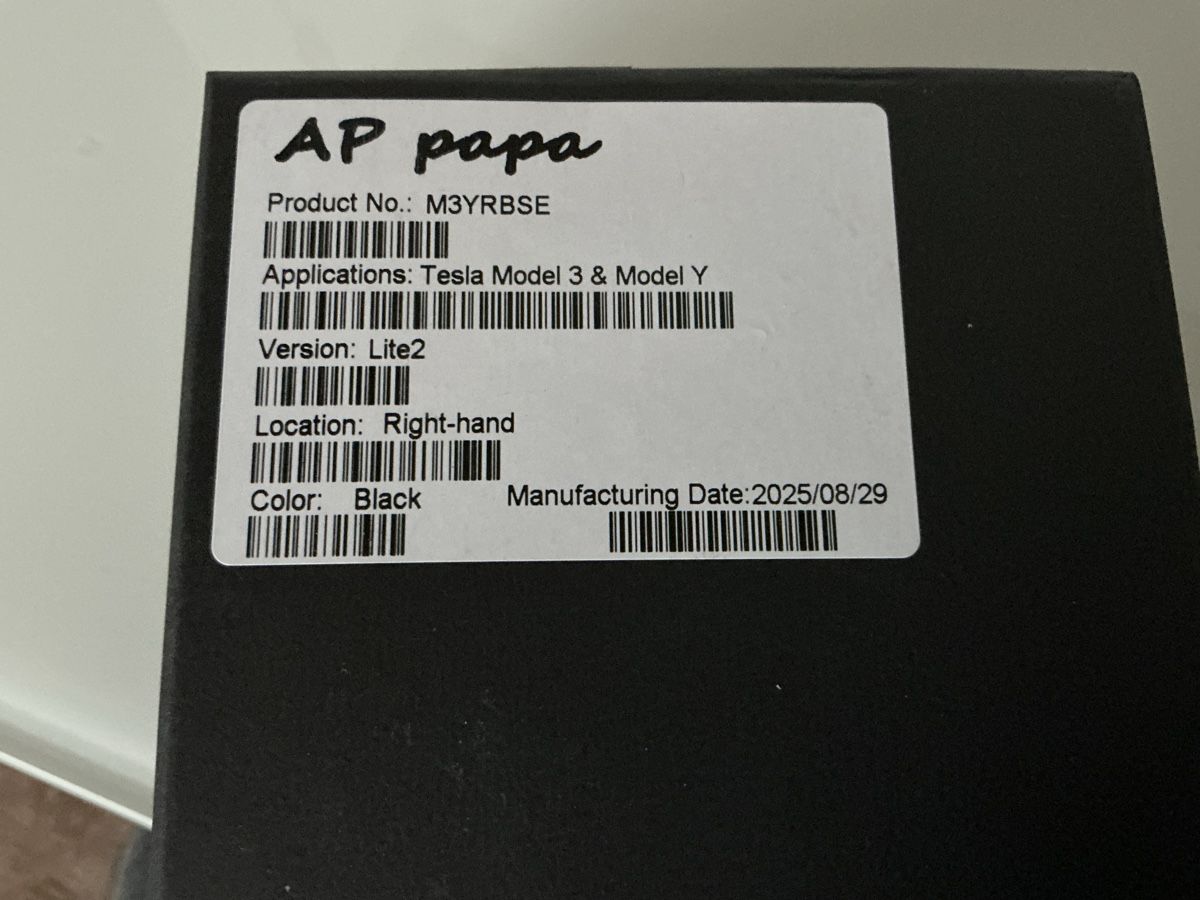 AP papa
Product No.: M3YRBSE
Applications: Tesla Model 3 & Model Y
Version: Lite2
Location: Right-hand
Color: Black Manufacturing Date:2025/08/29